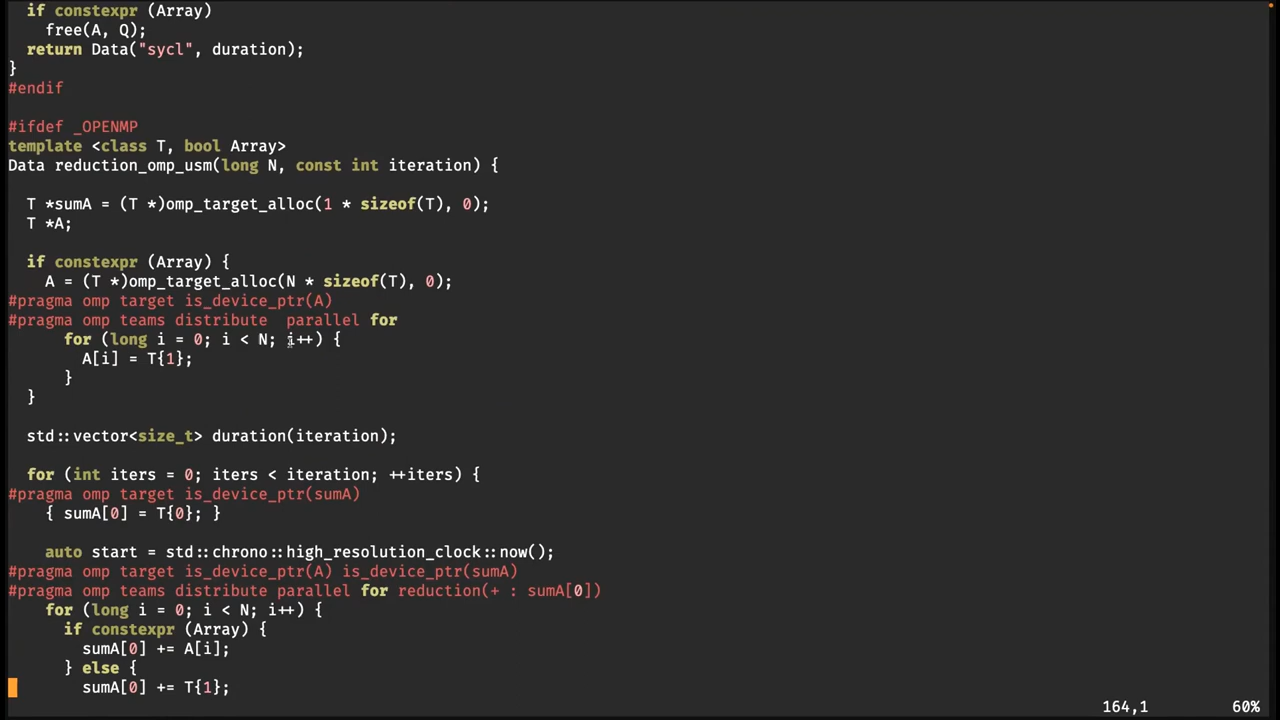 if constexpr (Array)
free(A, Q);
return Data("sycl", duration);
}
#endif
#ifdef _OPENMP
template <class T, bool Array>
Data reduction_omp_usm(long N, const int iteration) {
T *sumA = (T *)omp_target_alloc(1 * sizeof(T), 0);
T *A;
if constexpr (Array) {
A = (T *)omp_target_alloc(N * sizeof(T), 0);
#pragma omp target is_device_ptr(A)
#pragma omp teams distribute  parallel for
for (long i = 0; i < N; i++) {
A[i] = T{1};
}
}
std::vector<size_t> duration(iteration);
for (int iters = 0; iters < iteration; ++iters) {
#pragma omp target is_device_ptr(sumA)
{ sumA[0] = T{0}; }
auto start = std::chrono::high_resolution_clock::now();
#pragma omp target is_device_ptr(A) is_device_ptr(sumA)
#pragma omp teams distribute parallel for reduction(+ : sumA[0])
for (long i = 0; i < N; i++) {
if constexpr (Array) {
sumA[0] += A[i];
} else {
sumA[0] += T{1};
164,1 60%